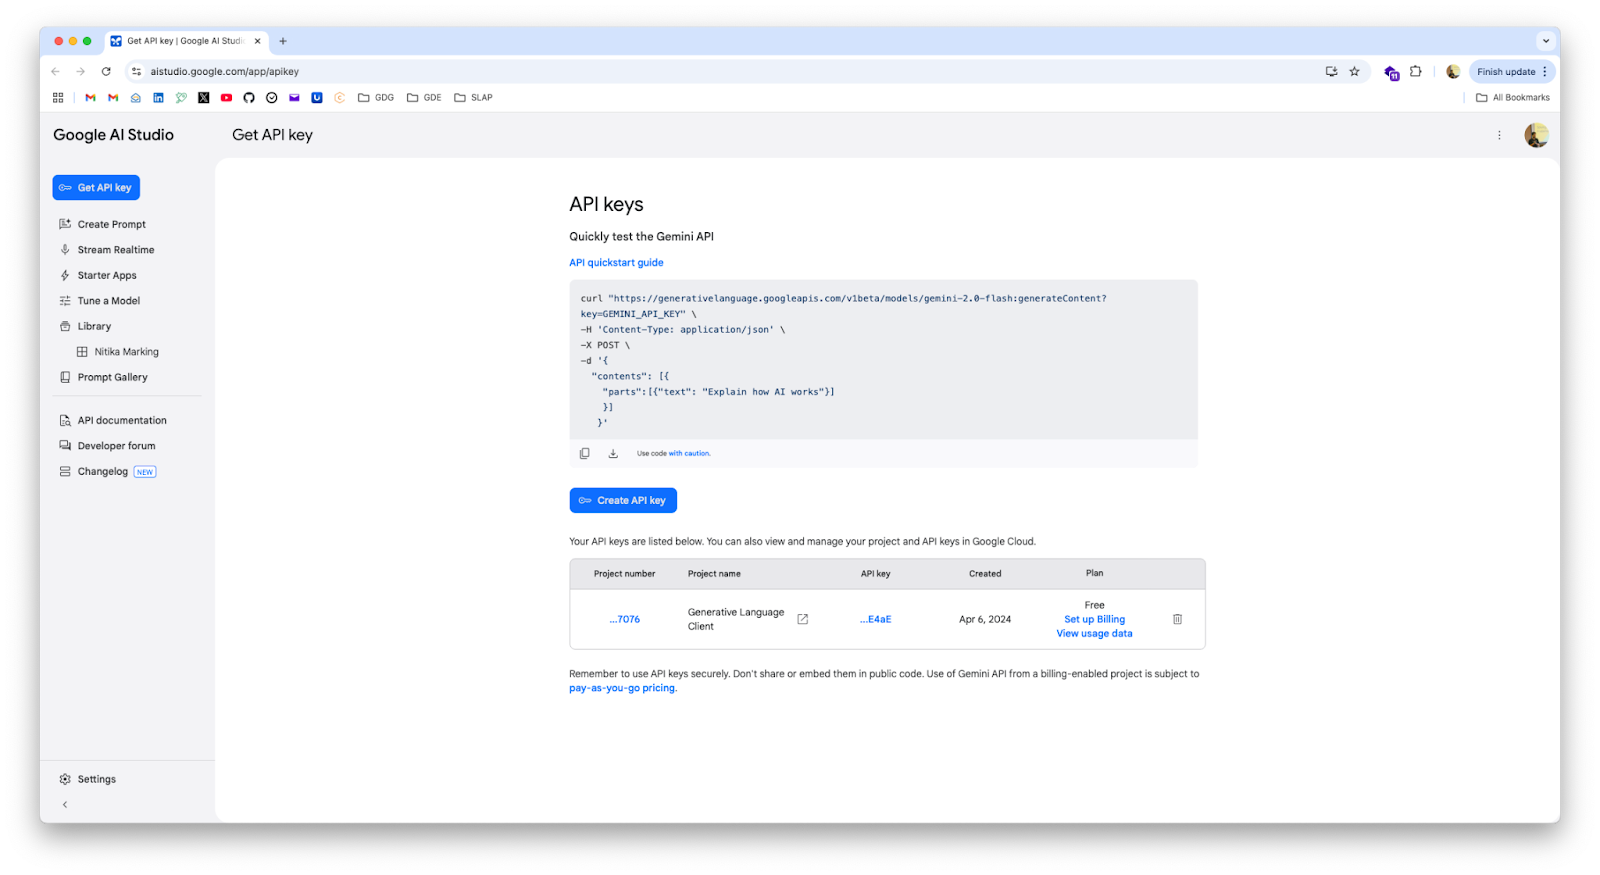 Get API key | Google AI Studi
aistudio.google.com/app/apikey
Finish update
11
GDG
GDE
SLAP
All Bookmarks
Google AI Studio
Get API key
Get API key
Create Prompt
Stream Realtime
Starter Apps
Tune a Model
Library
Nitika Marking
Prompt Gallery
API documentation
Developer forum
Changelog NEW
Settings
API keys
Quickly test the Gemini API
API quickstart guide
curl "https://generativelanguage.googleapis.com/v1beta/models/gemini-2.0-flash:generateContent?
key=GEMINI_API_KEY" \
-H 'Content-Type: application/json' \
-X POST \
-d '{
"contents": [{
"parts":[{"text": "Explain how AI works"}]
}]
}'
Use code with caution.
Create API key
Your API keys are listed below. You can also view and manage your project and API keys in Google Cloud.
Project number Project name API key Created Plan
...7076 Generative Language Client ...E4aE Apr 6, 2024 Free
Set up Billing
View usage data
Remember to use API keys securely. Don't share or embed them in public code. Use of Gemini API from a billing-enabled project is subject to
pay-as-you-go pricing.